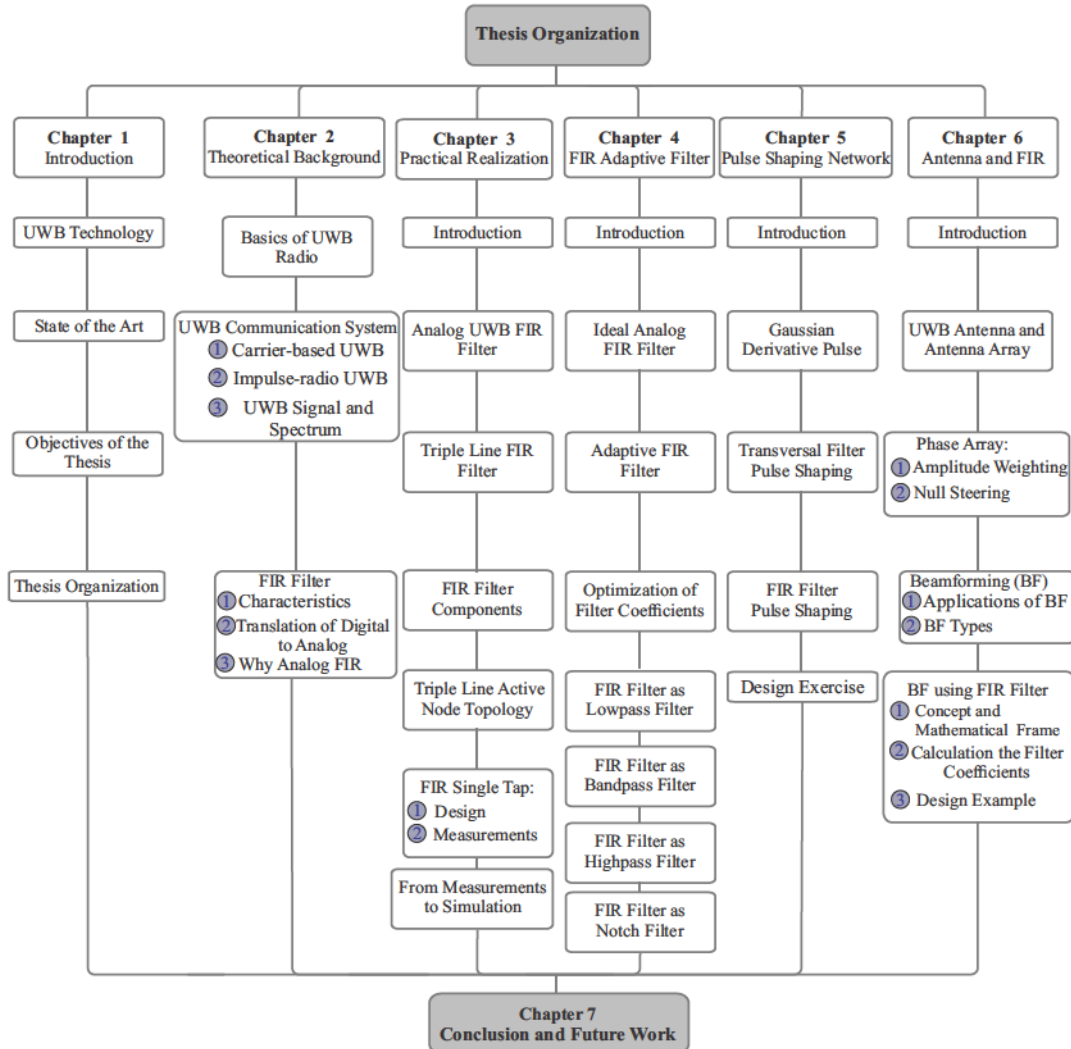 Thesis Organization
Chapter 1
Introduction
UWB Technology
State of the Art
Objectives of the
Thesis
Thesis Organization
Chapter 2
Theoretical Background
Basics of UWB
Radio
UWB Communication System
1 Carrier-based UWB
2 Impulse-radio UWB
3 UWB Signal and
Spectrum
FIR Filter
1 Characteristics
2 Translation of Digital
to Analog
3 Why Analog FIR
Chapter 3
Practical Realization
Introduction
Analog UWB FIR
Filter
Triple Line FIR
Filter
FIR Filter
Components
Triple Line Active
Node Topology
FIR Single Tap:
1 Design
2 Measurements
From Measurements
to Simulation
Chapter 4
FIR Adaptive Filter
Introduction
Ideal Analog
FIR Filter
Adaptive FIR
Filter
Optimization of
Filter Coefficients
FIR Filter as
Lowpass Filter
FIR Filter as
Bandpass Filter
FIR Filter as
Highpass Filter
FIR Filter as
Notch Filter
Chapter 5
Pulse Shaping Network
Introduction
Gaussian
Derivative Pulse
Transversal Filter
Pulse Shaping
FIR Filter
Pulse Shaping
Design Exercise
Chapter 6
Antenna and FIR
Introduction
UWB Antenna and
Antenna Array
Phase Array:
1 Amplitude Weighting
2 Null Steering
Beamforming (BF)
1 Applications of BF
2 BF Types
BF using FIR Filter
1 Concept and
Mathematical Frame
2 Calculation the Filter
Coefficients
3 Design Example
Chapter 7
Conclusion and Future Work